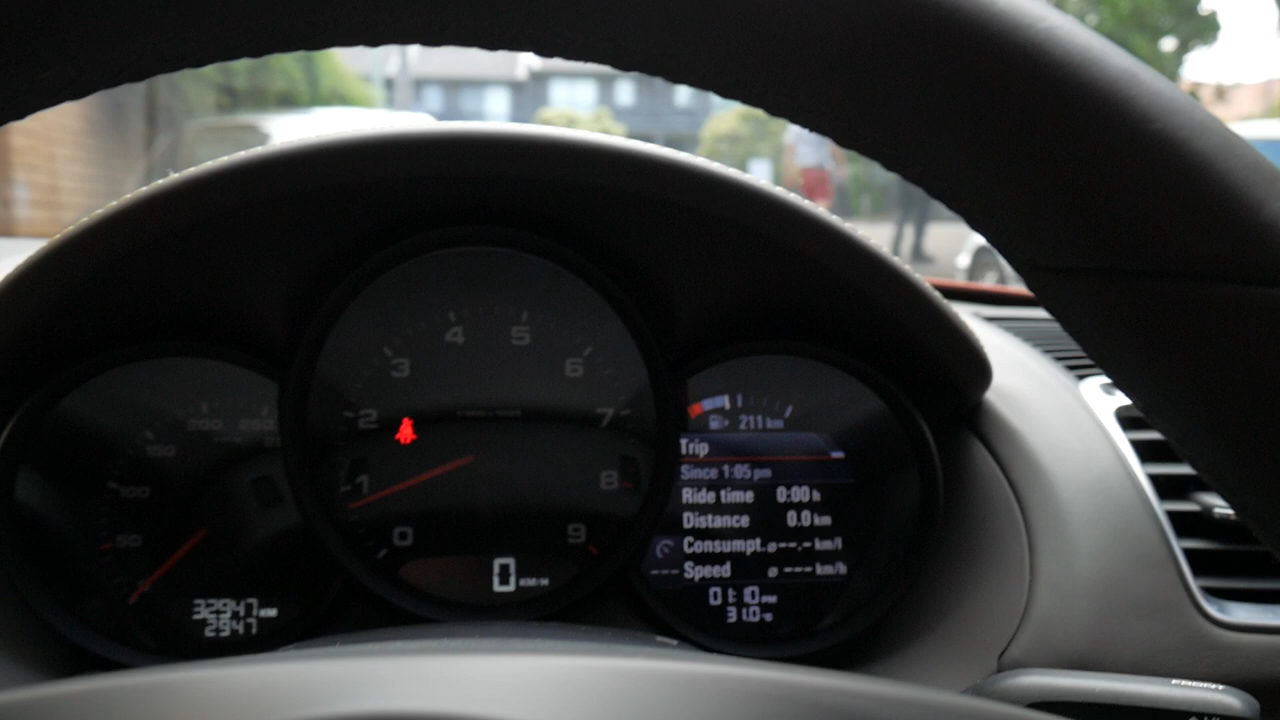 4 5
3 6
2 7
1 8
0 9
200 250
150
100
50
0 KM/H
32947 KM
2947
211 km
Trip
Since 1:05 pm
Ride time 0:00 h
Distance 0.0 km
Consumpt. ⌀--.- km/l
--- Speed ⌀ --- km/h
01:10 PM
31.0 °C
FRONT